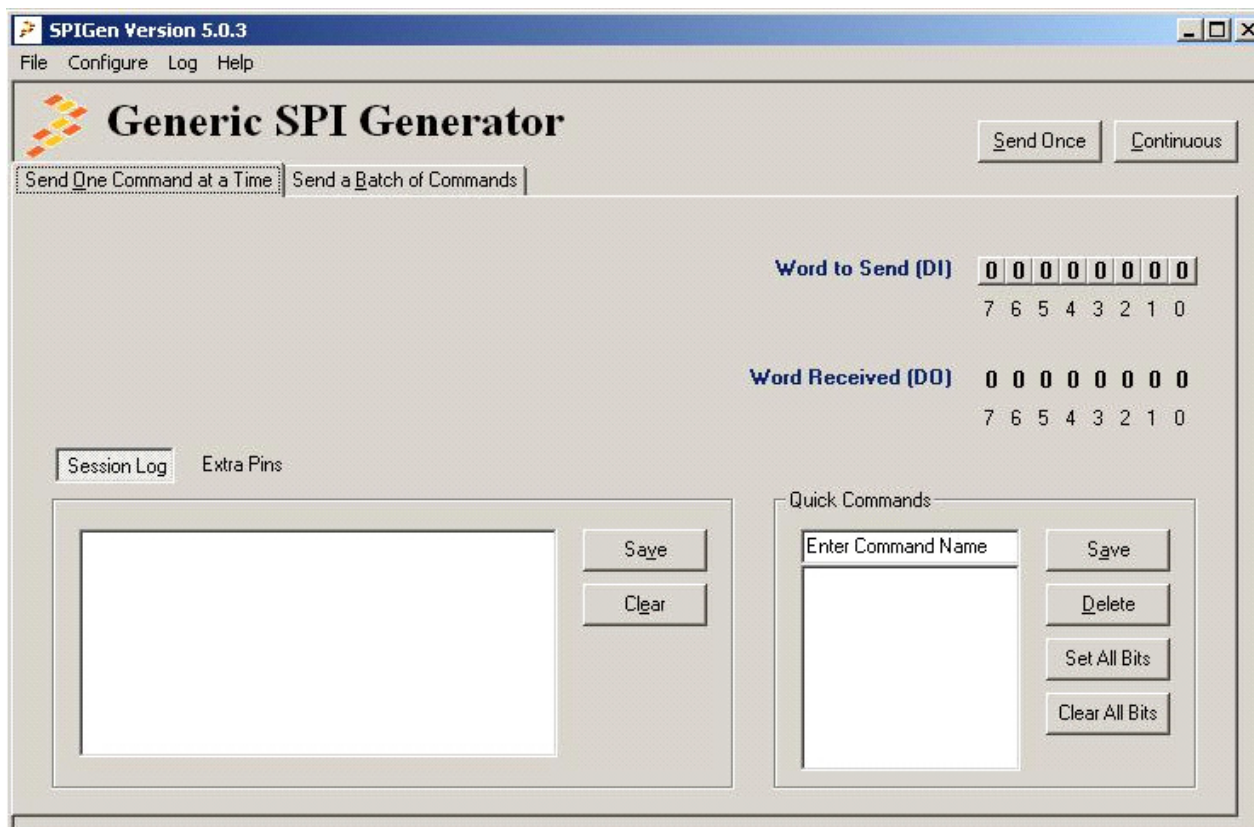 SPIGen Version 5.0.3
File Configure Log Help
Generic SPI Generator
Send Once Continuous
Send One Command at a Time Send a Batch of Commands
Word to Send (DI) 0 0 0 0 0 0 0 0
7 6 5 4 3 2 1 0
Word Received (DO) 0 0 0 0 0 0 0 0
7 6 5 4 3 2 1 0
Session Log Extra Pins
Save
Clear
Quick Commands
Enter Command Name Save
Delete
Set All Bits
Clear All Bits